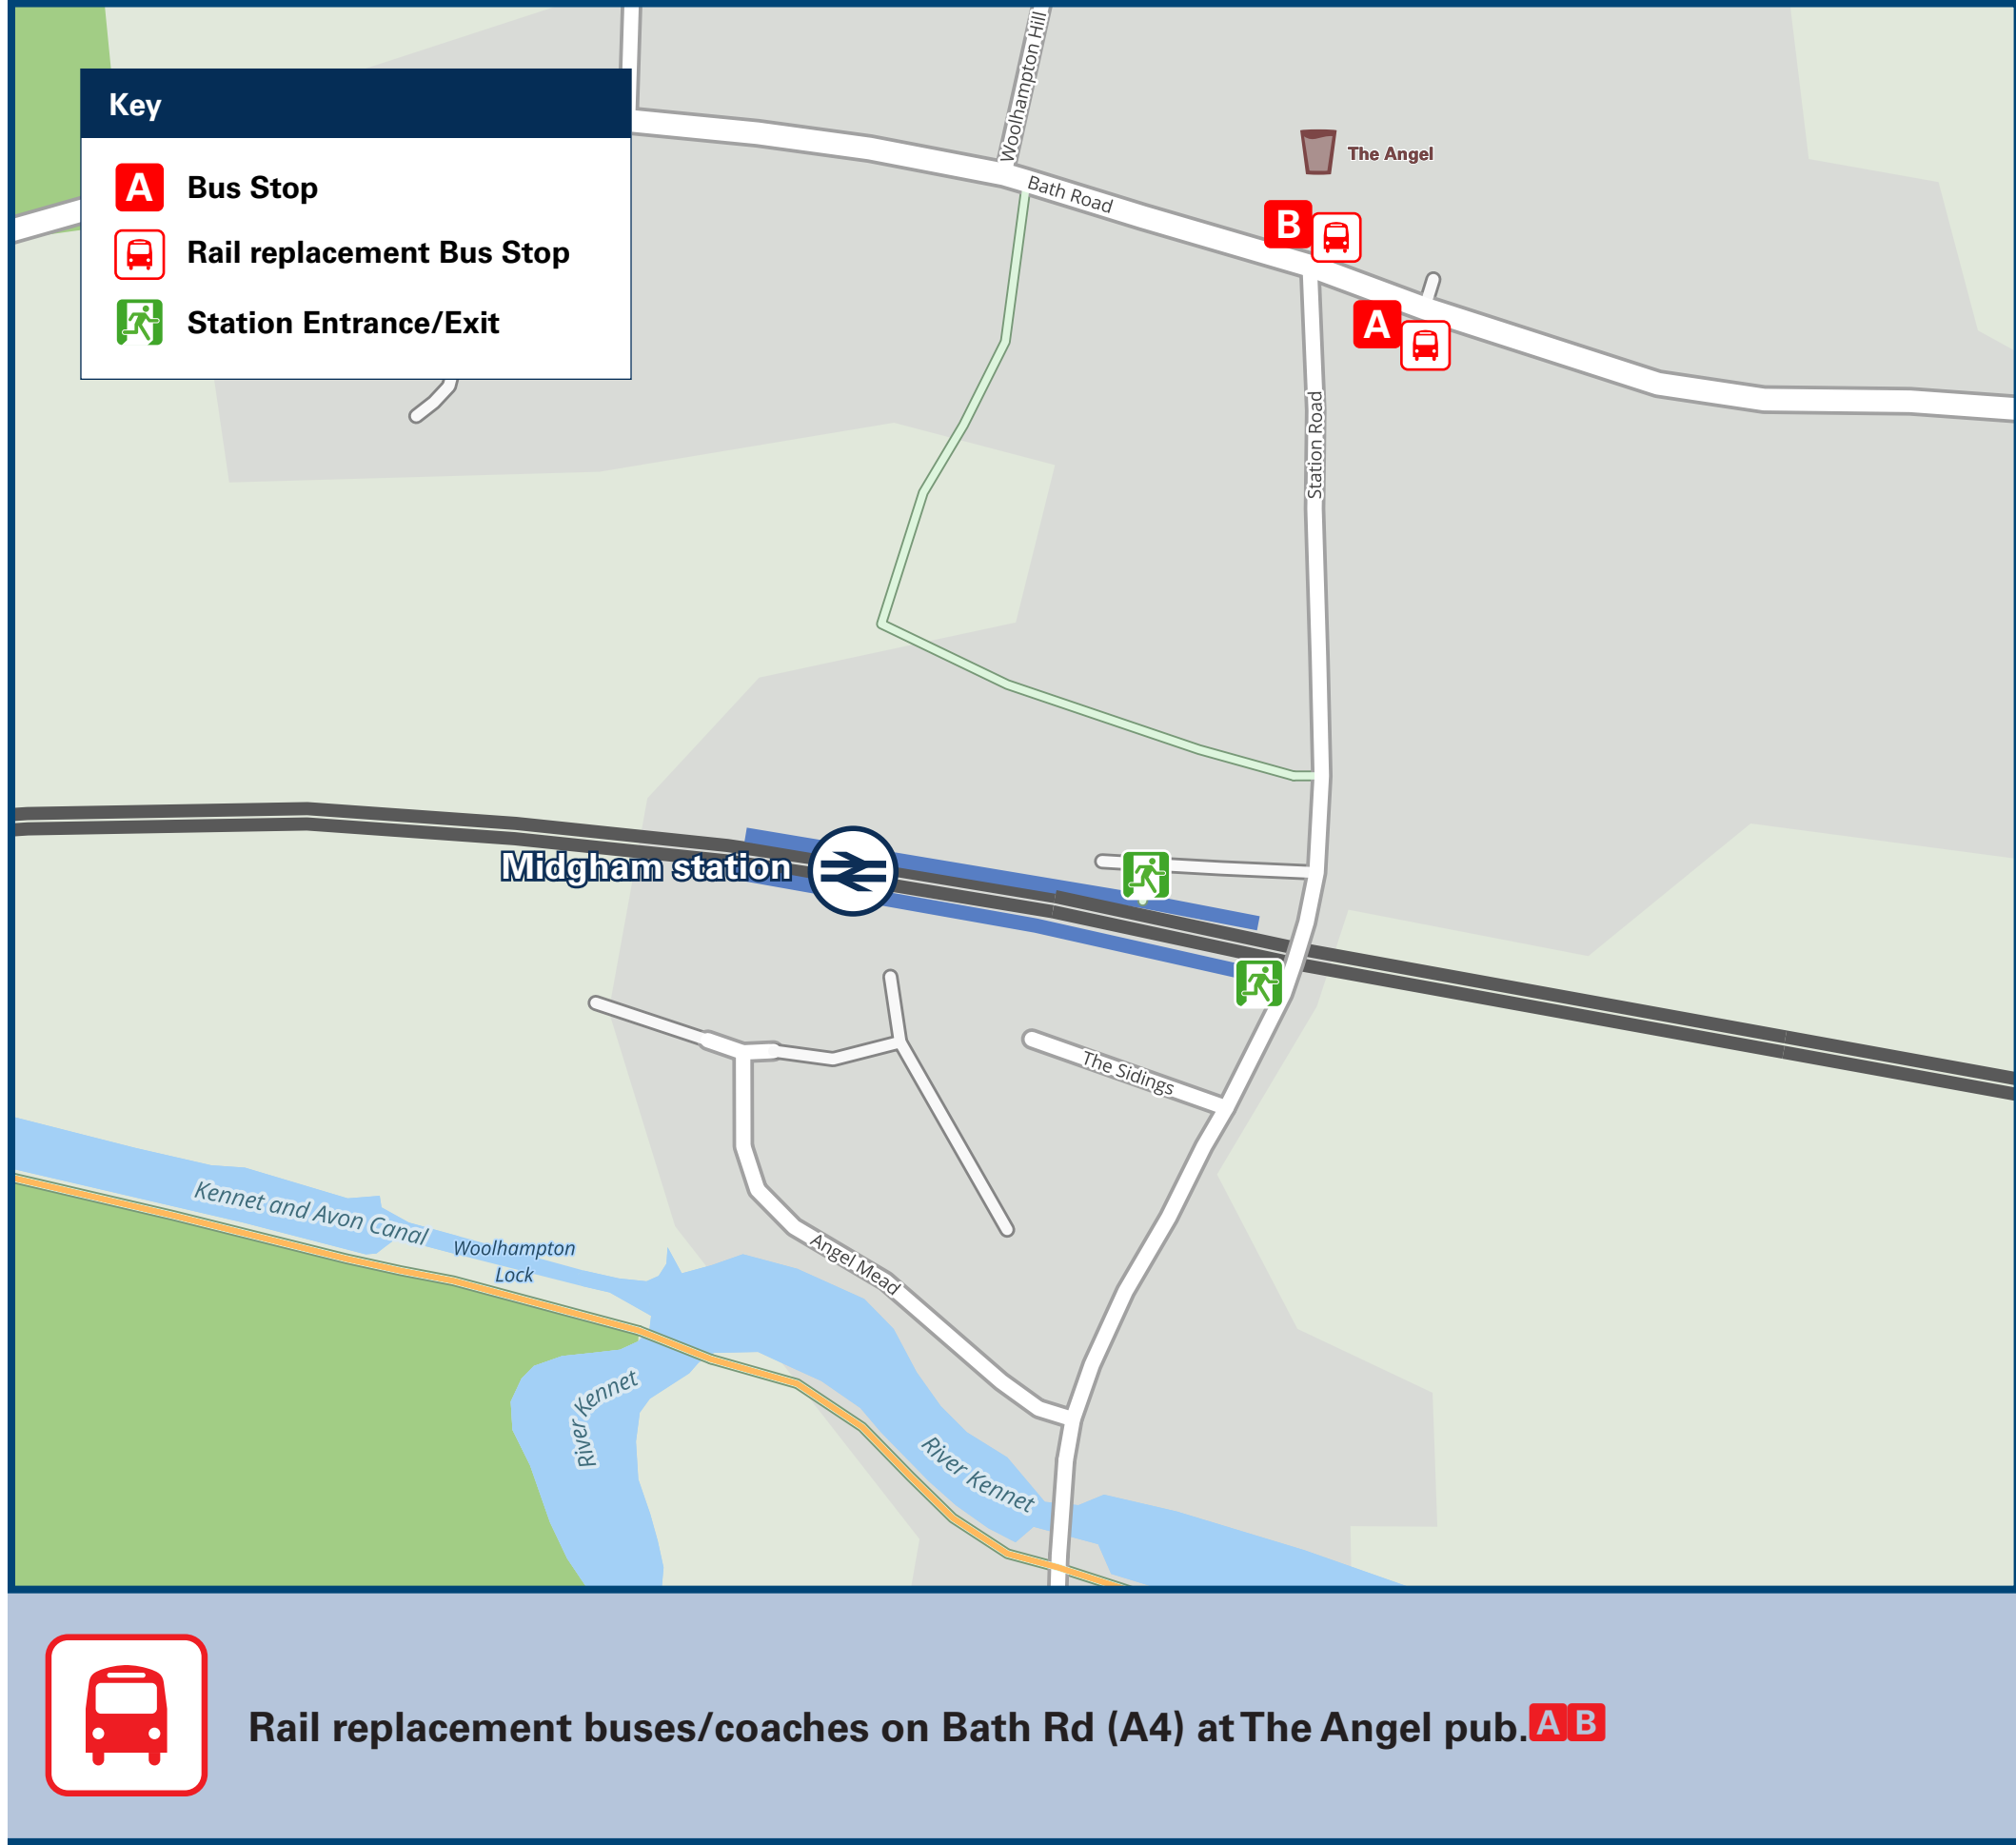 Key
A Bus Stop
Rail replacement Bus Stop
Station Entrance/Exit
Woolhampton Hill
Bath Road
The Angel
B
A
Station Road
Midgham station
The Sidings
Kennet and Avon Canal
Woolhampton
Lock
Angel Mead
River Kennet
River Kennet
Rail replacement buses/coaches on Bath Rd (A4) at The Angel pub. A B